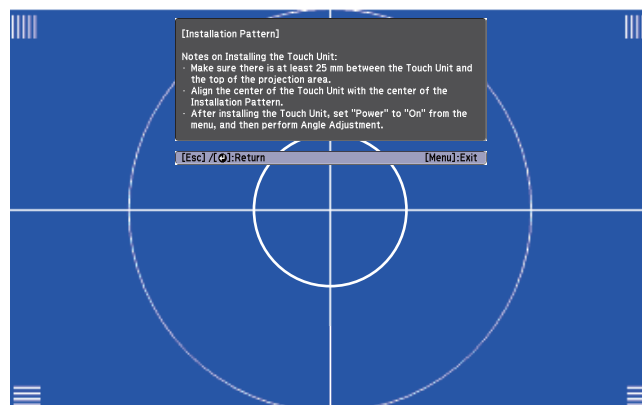 [Installation Pattern]
Notes on Installing the Touch Unit:
· Make sure there is at least 25 mm between the Touch Unit and
the top of the projection area.
· Align the center of the Touch Unit with the center of the
Installation Pattern.
· After installing the Touch Unit, set "Power" to "On" from the
menu, and then perform Angle Adjustment.
[Esc] /[⏎]:Return [Menu]:Exit